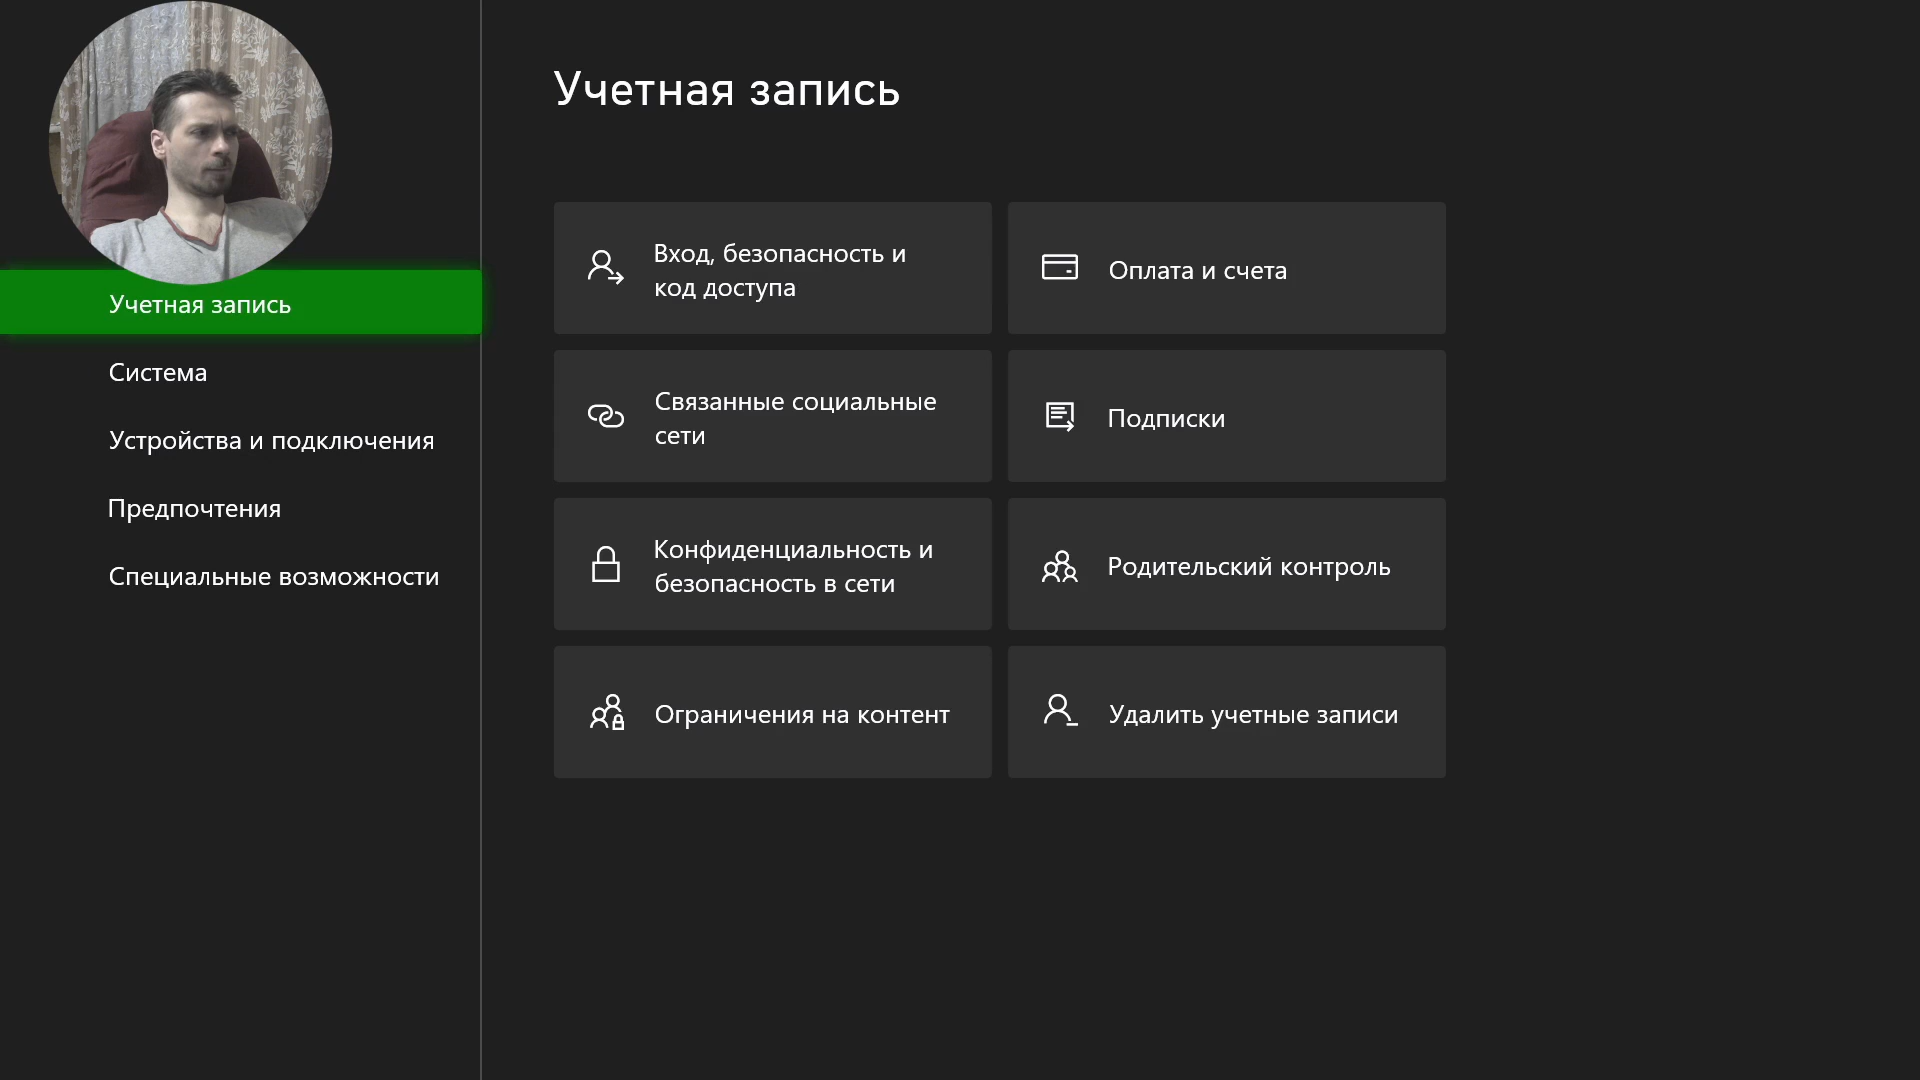 Учетная запись
Система
Устройства и подключения
Предпочтения
Специальные возможности
Учетная запись
Вход, безопасность и
код доступа
Оплата и счета
Связанные социальные
сети
Подписки
Конфиденциальность и
безопасность в сети
Родительский контроль
Ограничения на контент
Удалить учетные записи